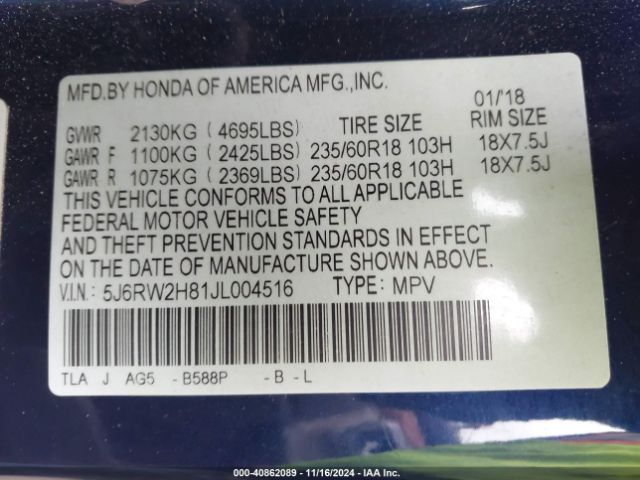 MFD.BY HONDA OF AMERICA MFG.,INC.
01/'18
GVWR 2130KG ( 4695LBS ) TIRE SIZE RIM SIZE
GAWR F 1100KG ( 2425LBS ) 235/60R18 103H 18X7.5J
GAWR R 1075KG ( 2369LBS ) 235/60R18 103H 18X7.5J
THIS VEHICLE CONFORMS TO ALL APPLICABLE
FEDERAL MOTOR VEHICLE SAFETY
AND THEFT PREVENTION STANDARDS IN EFFECT
ON THE DATE OF MANUFACTURE SHOWN ABOVE.
V.I.N.: 5J6RW2H81JL004516 TYPE: MPV
TLA J AG5 -B588P -B-L
000-40862089 - 11/16/2024 - IAA Inc.